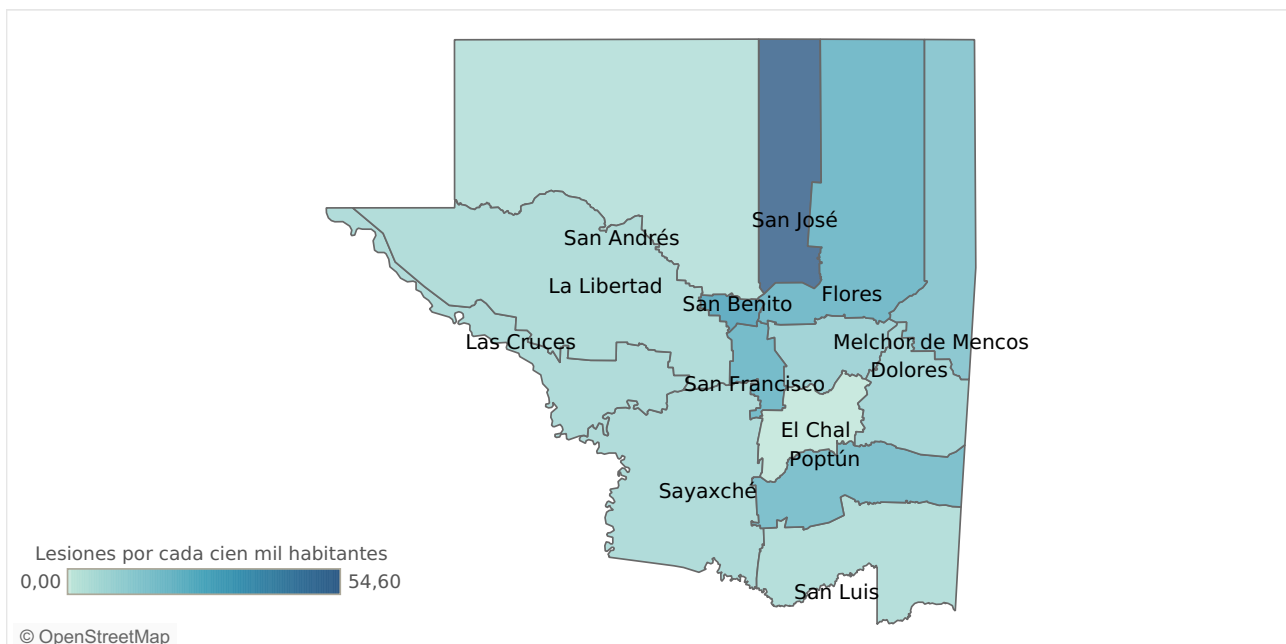 San José
San Andrés
La Libertad
Flores
San Benito
Las Cruces
Melchor de Mencos
Dolores
San Francisco
El Chal
Poptún
Sayaxché
Lesiones por cada cien mil habitantes
0,00 54,60
San Luis
© OpenStreetMap